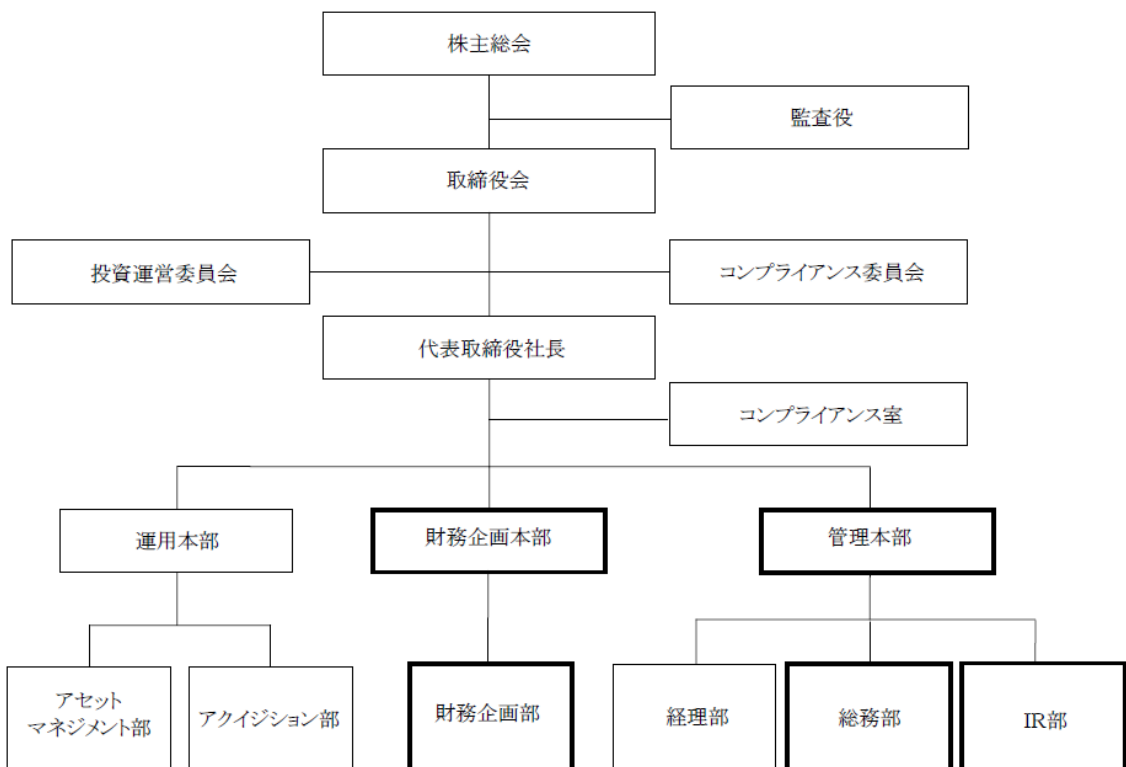 株主総会
監査役
取締役会
投資運営委員会
コンプライアンス委員会
代表取締役社長
コンプライアンス室
運用本部
財務企画本部
管理本部
アセット
マネジメント部
アクイジション部
財務企画部
経理部
総務部
IR部